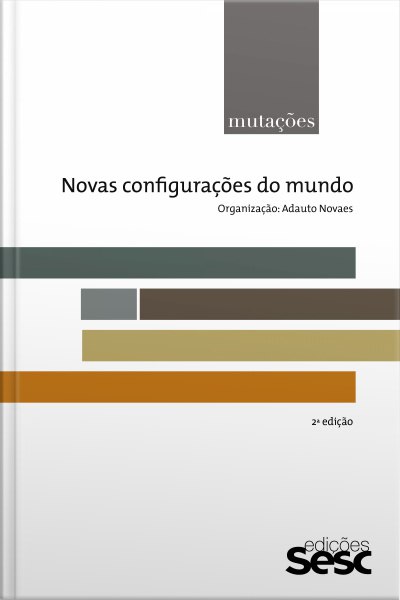 mutações
Novas configurações do mundo
Organização: Adauto Novaes
2ª edição
edições
Sesc